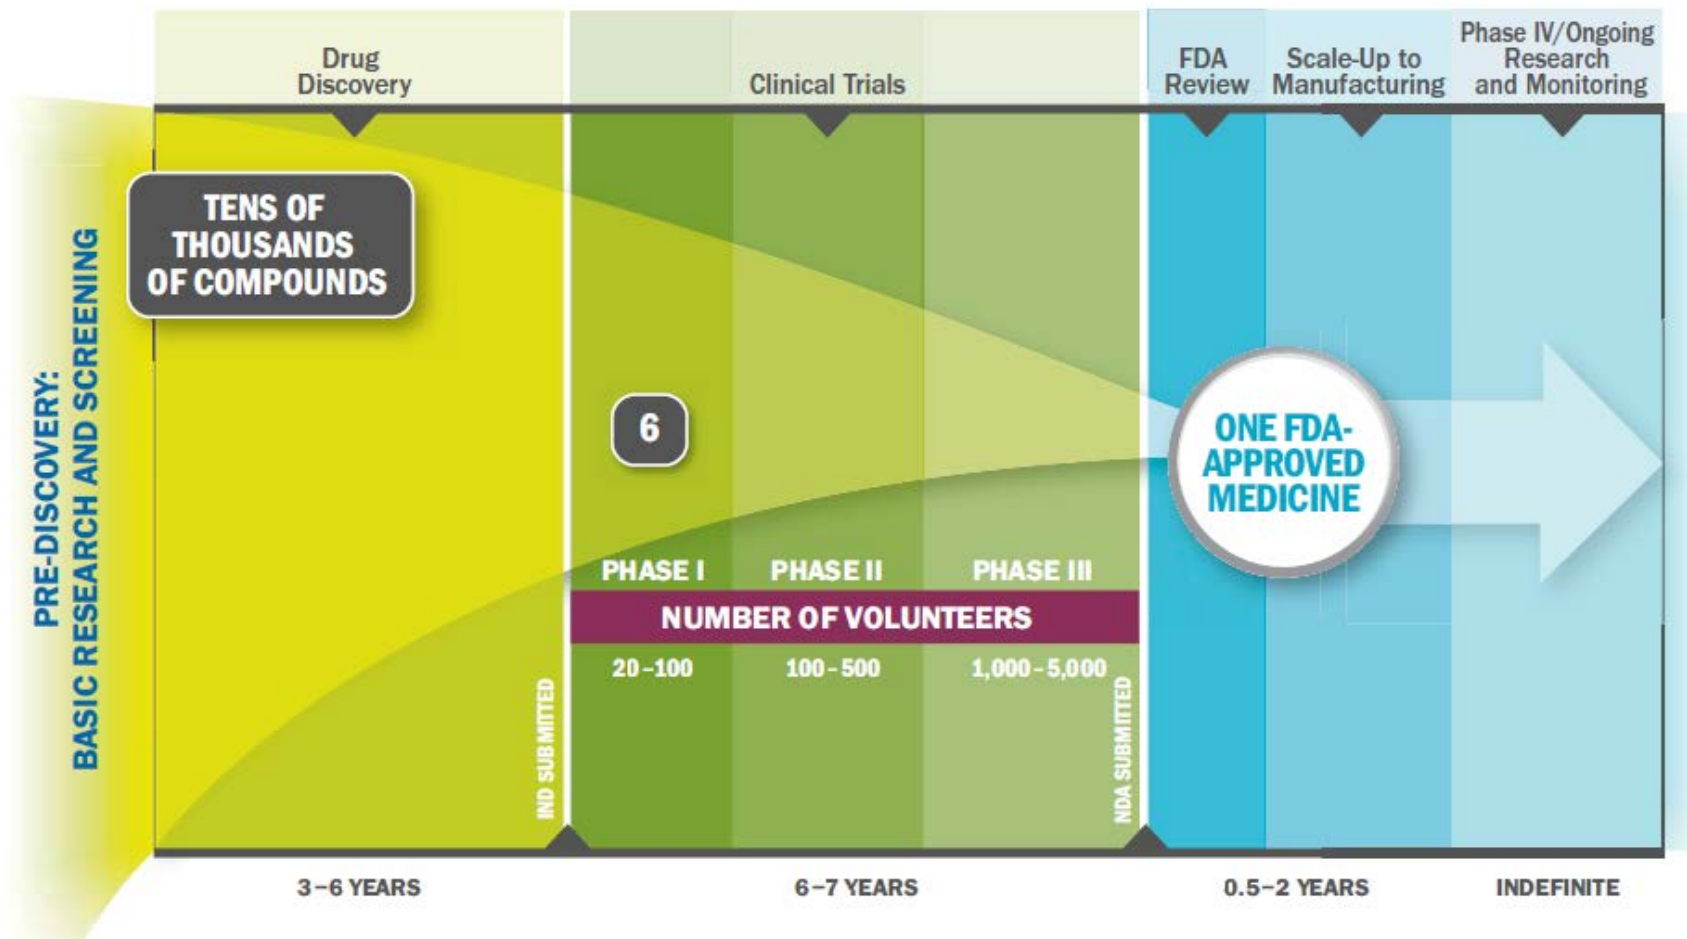 Drug
Discovery
Clinical Trials
FDA
Review
Scale-Up to
Manufacturing
Phase IV/Ongoing
Research
and Monitoring
PRE-DISCOVERY:
BASIC RESEARCH AND SCREENING
TENS OF
THOUSANDS
OF COMPOUNDS
6
ONE FDA-
APPROVED
MEDICINE
PHASE I
PHASE II
PHASE III
NUMBER OF VOLUNTEERS
20–100
100–500
1,000–5,000
IND SUBMITTED
NDA SUBMITTED
3–6 YEARS
6–7 YEARS
0.5–2 YEARS
INDEFINITE